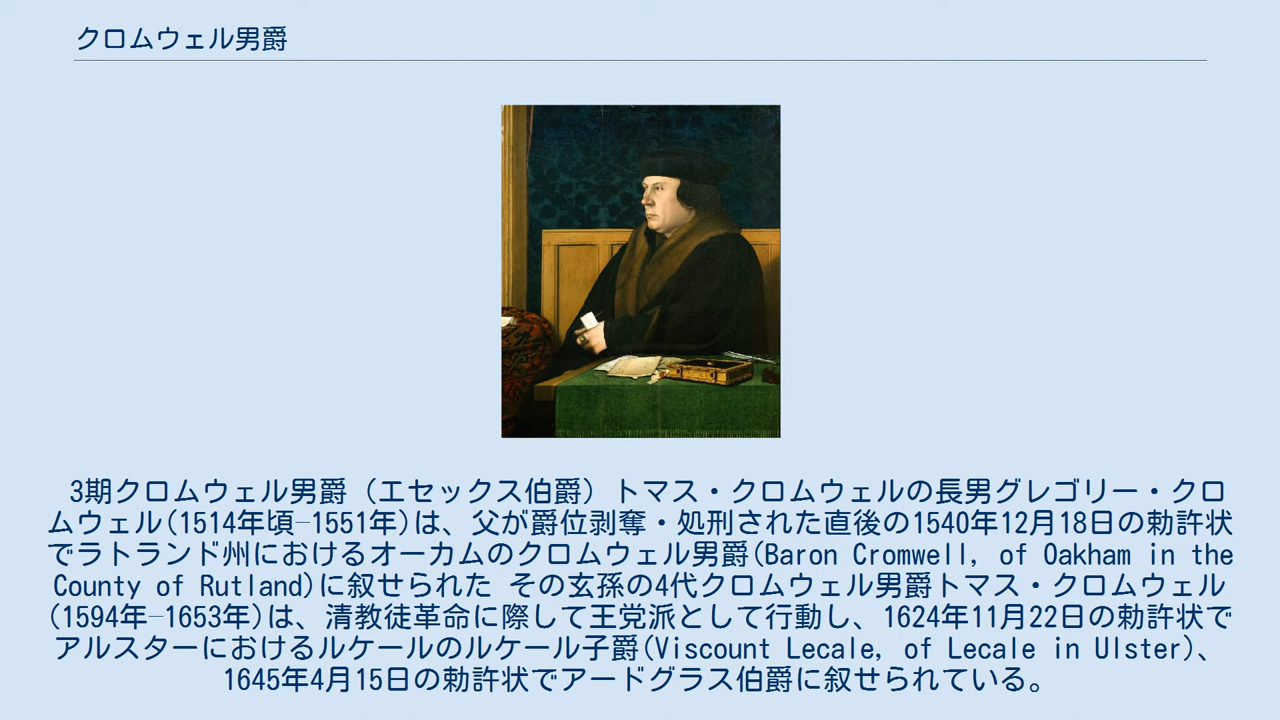 クロムウェル男爵
3期クロムウェル男爵 (エセックス伯爵) トマス・クロムウェルの長男グレゴリー・クロ
ムウェル(1514年頃–1551年)は、父が爵位剥奪・処刑された直後の1540年12月18日の勅許状
でラトランド州におけるオーカムのクロムウェル男爵(Baron Cromwell, of Oakham in the
County of Rutland)に叙せられた その玄孫の4代クロムウェル男爵トマス・クロムウェル
(1594年–1653年)は、清教徒革命に際して王党派として行動し、1624年11月22日の勅許状で
アルスターにおけるルケールのルケール子爵(Viscount Lecale, of Lecale in Ulster)、
1645年4月15日の勅許状でアードグラス伯爵に叙せられている。